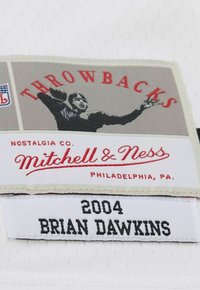 THROWBACKS
NOSTALGIA CO.
Mitchell & Ness
PHILADELPHIA, PA.
2004
BRIAN DAWKINS